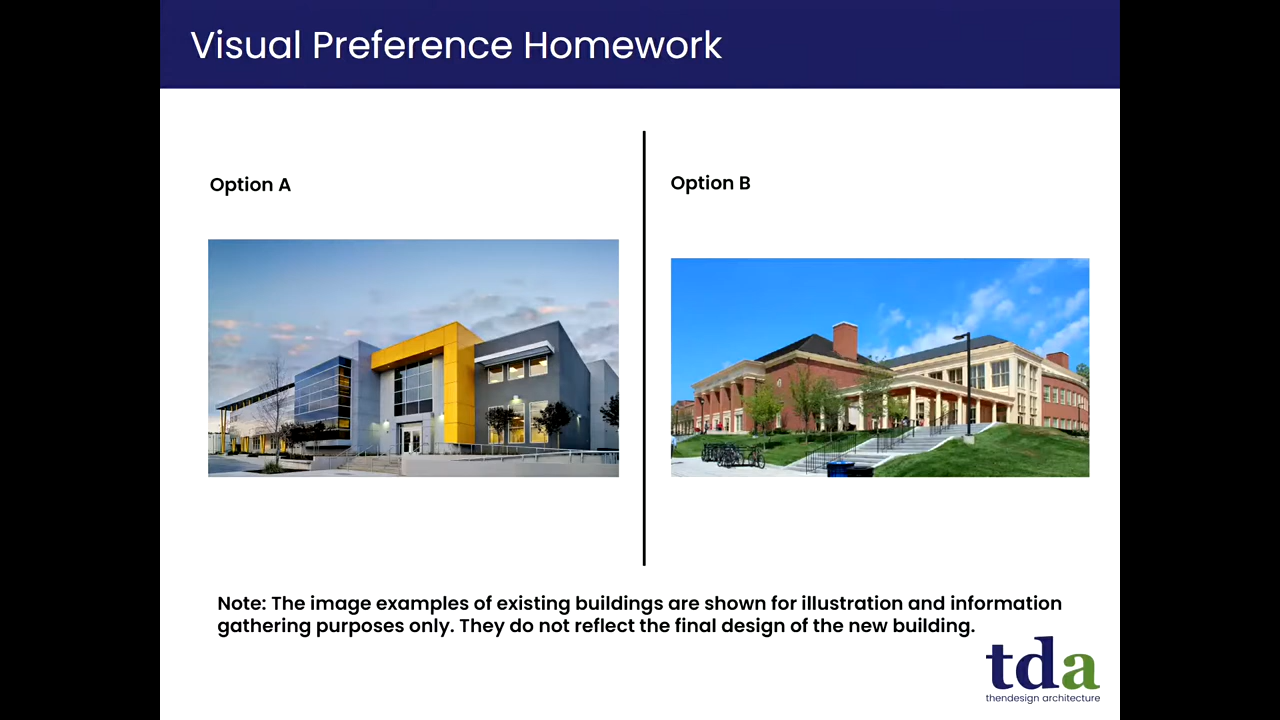 Visual Preference Homework
Option A
Option B
Note: The image examples of existing buildings are shown for illustration and information
gathering purposes only. They do not reflect the final design of the new building.
tda
thendesign architecture